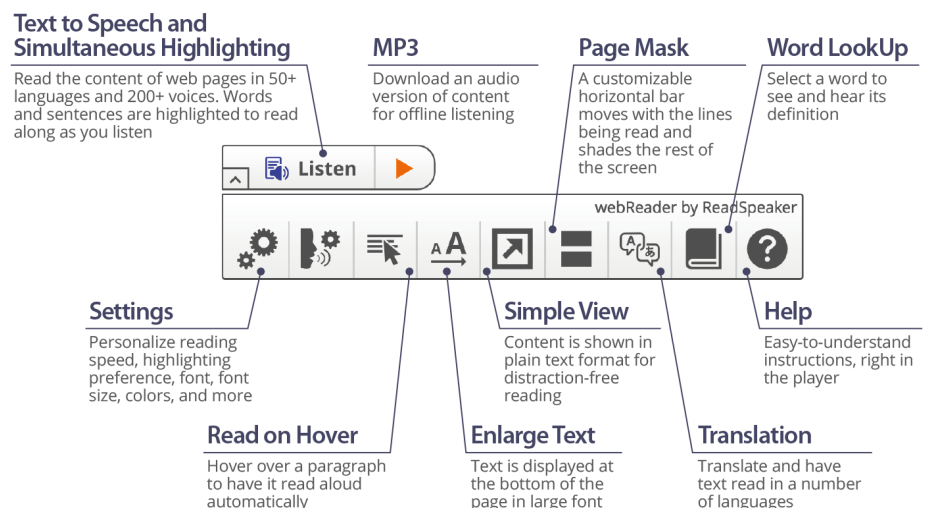 Text to Speech and
Simultaneous Highlighting
Read the content of web pages in 50+
languages and 200+ voices. Words
and sentences are highlighted to read
along as you listen
MP3
Download an audio
version of content
for offline listening
Page Mask
A customizable
horizontal bar
moves with the lines
being read and
shades the rest of
the screen
Word LookUp
Select a word to
see and hear its
definition
Listen
webReader by ReadSpeaker
A A
A あ
?
Settings
Personalize reading
speed, highlighting
preference, font, font
size, colors, and more
Simple View
Content is shown in
plain text format for
distraction-free
reading
Help
Easy-to-understand
instructions, right in
the player
Read on Hover
Hover over a paragraph
to have it read aloud
automatically
Enlarge Text
Text is displayed at
the bottom of the
page in large font
Translation
Translate and have
text read in a number
of languages